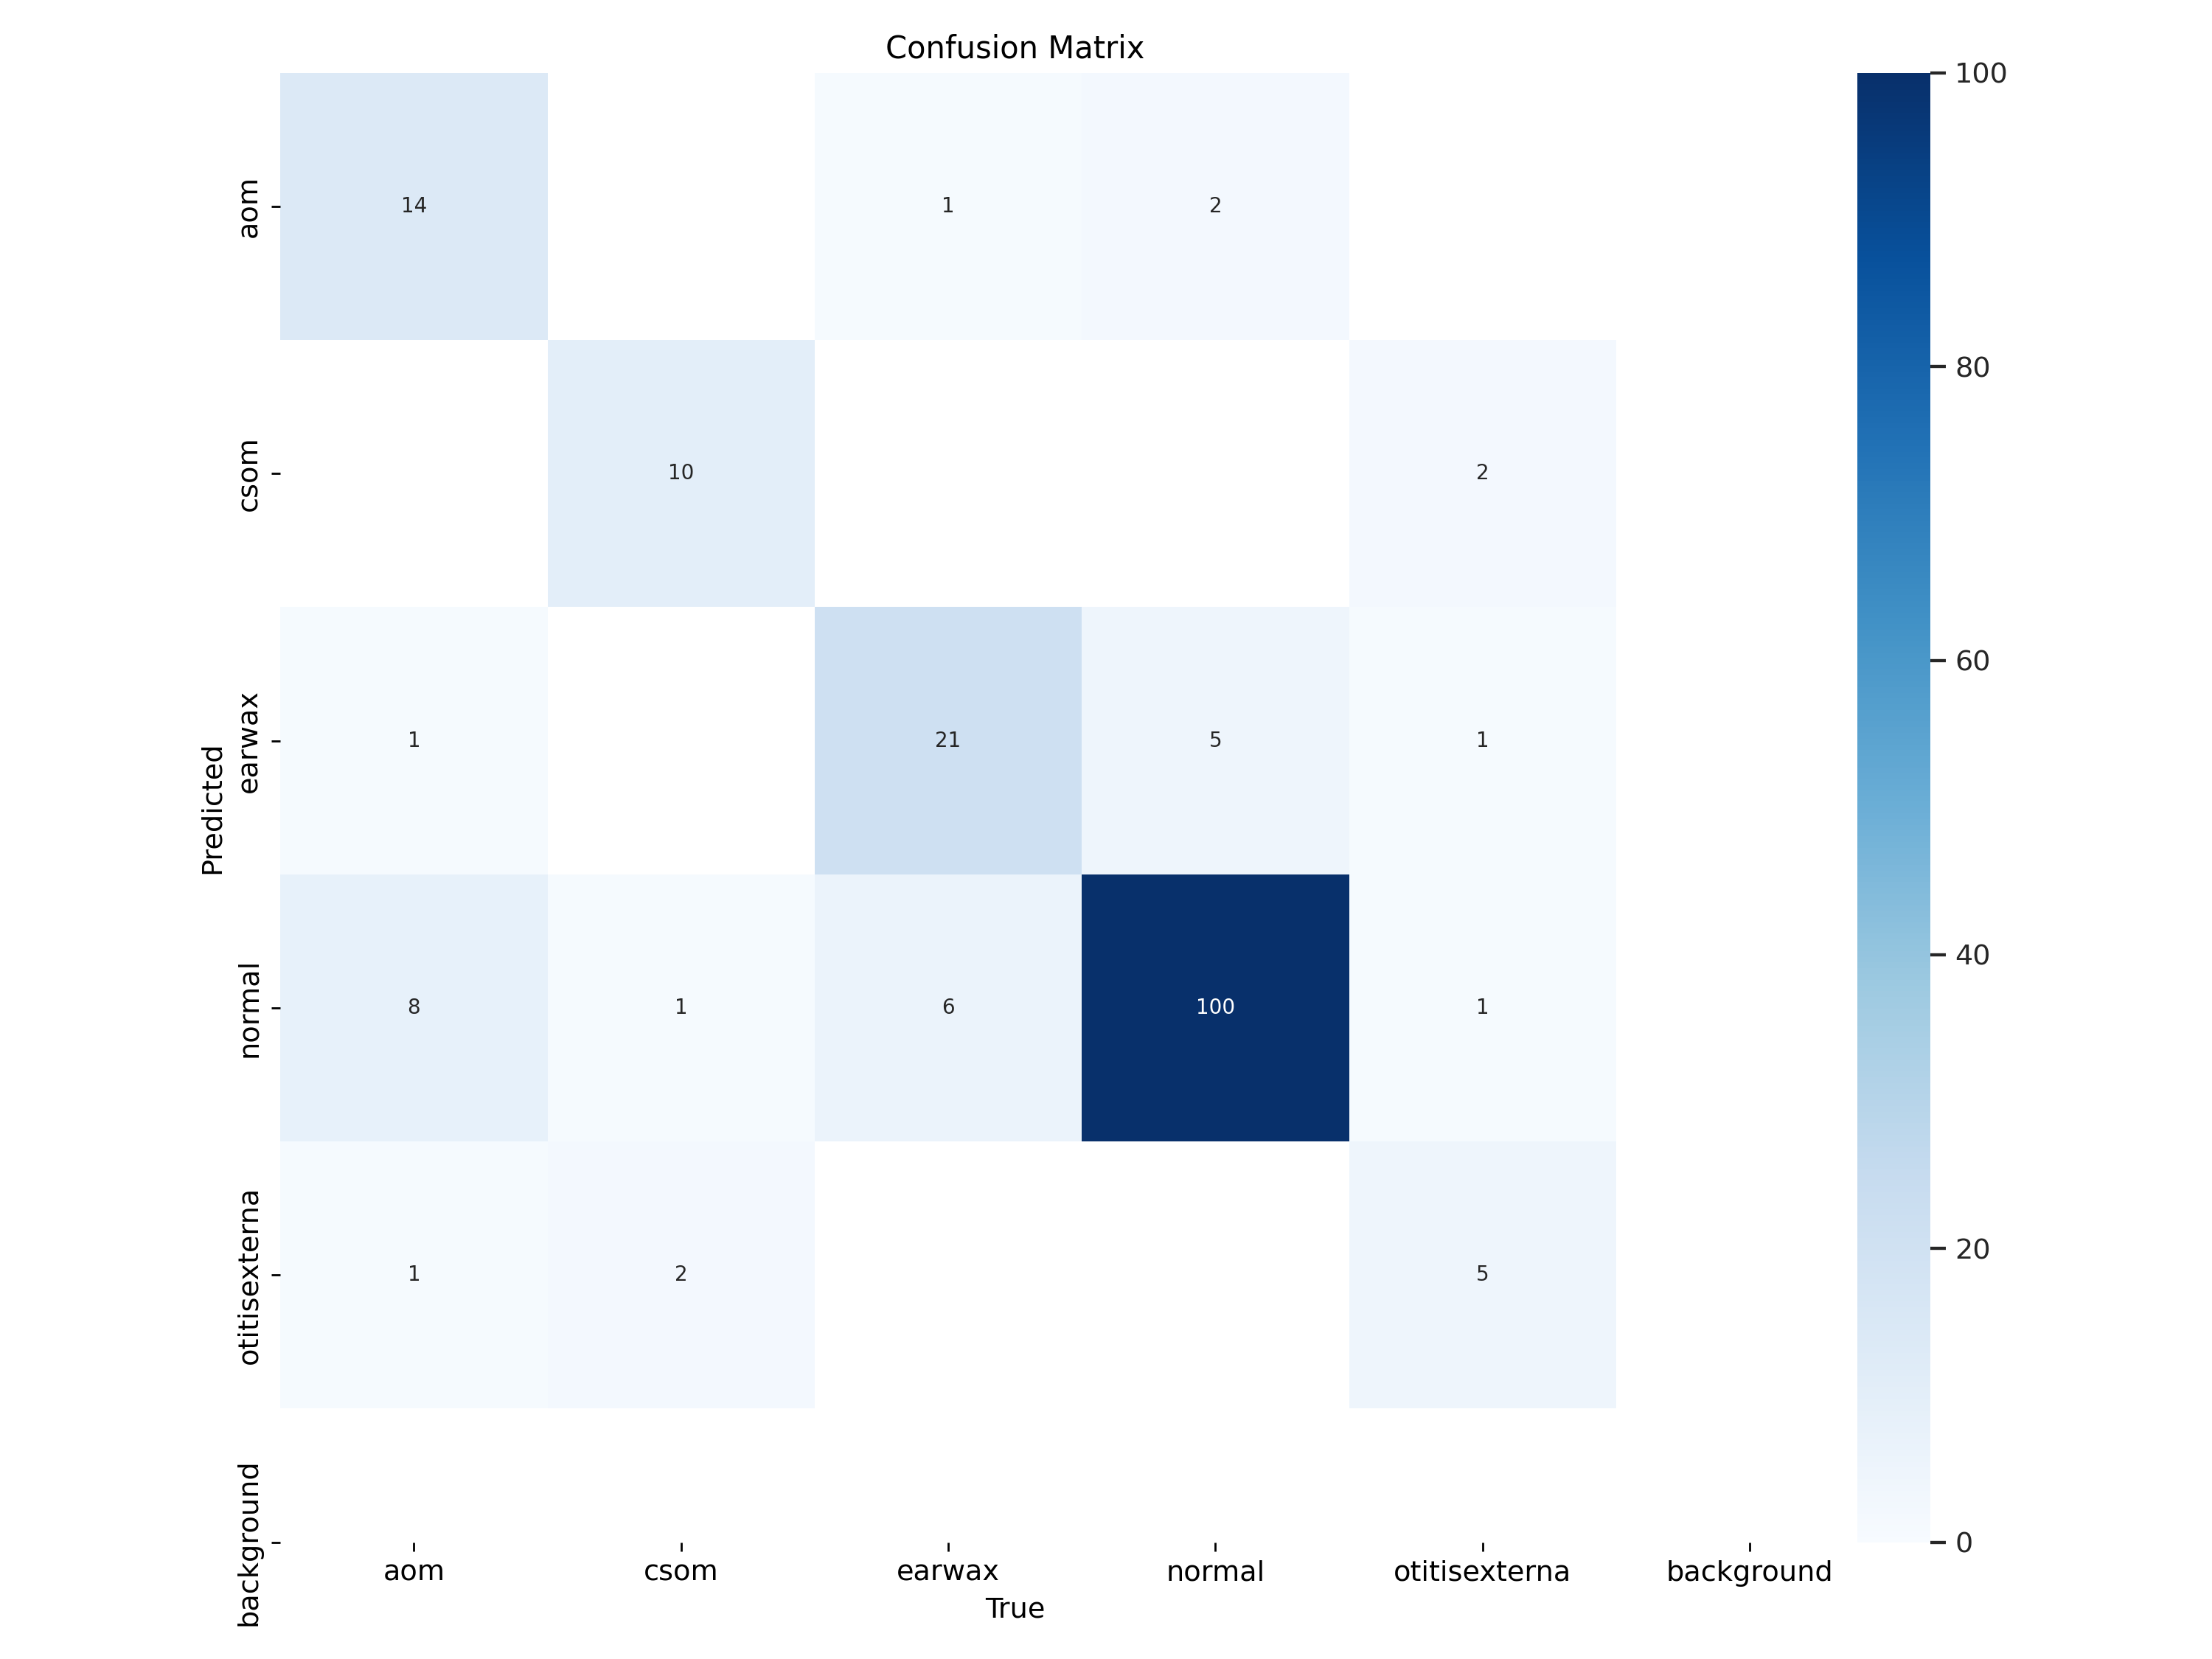 Confusion Matrix
aom
14
1
2
csom
10
2
earwax
1
21
5
1
normal
8
1
6
100
1
otitisexterna
1
2
5
background
Predicted
aom
csom
earwax
normal
otitisexterna
background
True
100
80
60
40
20
0